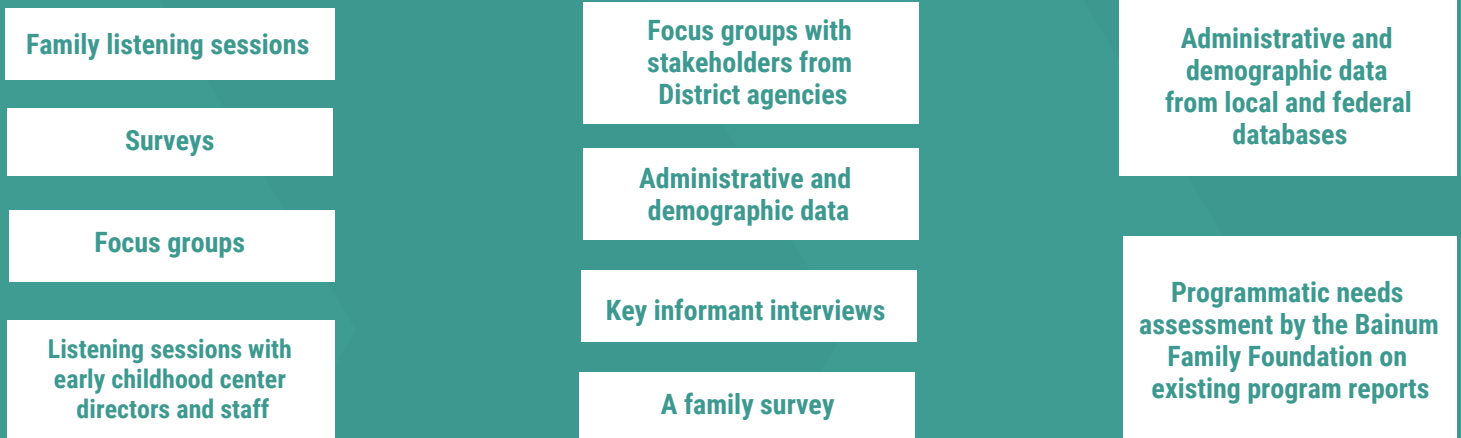 Family listening sessions
Surveys
Focus groups
Listening sessions with
early childhood center
directors and staff
Focus groups with
stakeholders from
District agencies
Administrative and
demographic data
Key informant interviews
A family survey
Administrative and
demographic data
from local and federal
databases
Programmatic needs
assessment by the Bainum
Family Foundation on
existing program reports